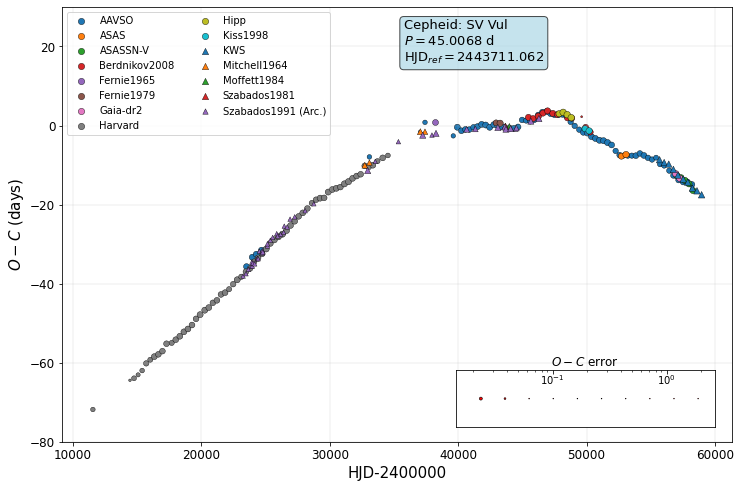 AAVSO
ASAS
ASASSN-V
Berdnikov2008
Fernie1965
Fernie1979
Gaia-dr2
Harvard
Hipp
Kiss1998
KWS
Mitchell1964
Moffett1984
Szabados1981
Szabados1991 (Arc.)
Cepheid: SV Vul
P = 45.0068 d
HJD_ref = 2443711.062
20
0
−20
−40
−60
−80
O − C (days)
O − C error
10⁻¹ 10⁰
10000 20000 30000 40000 50000 60000
HJD-2400000